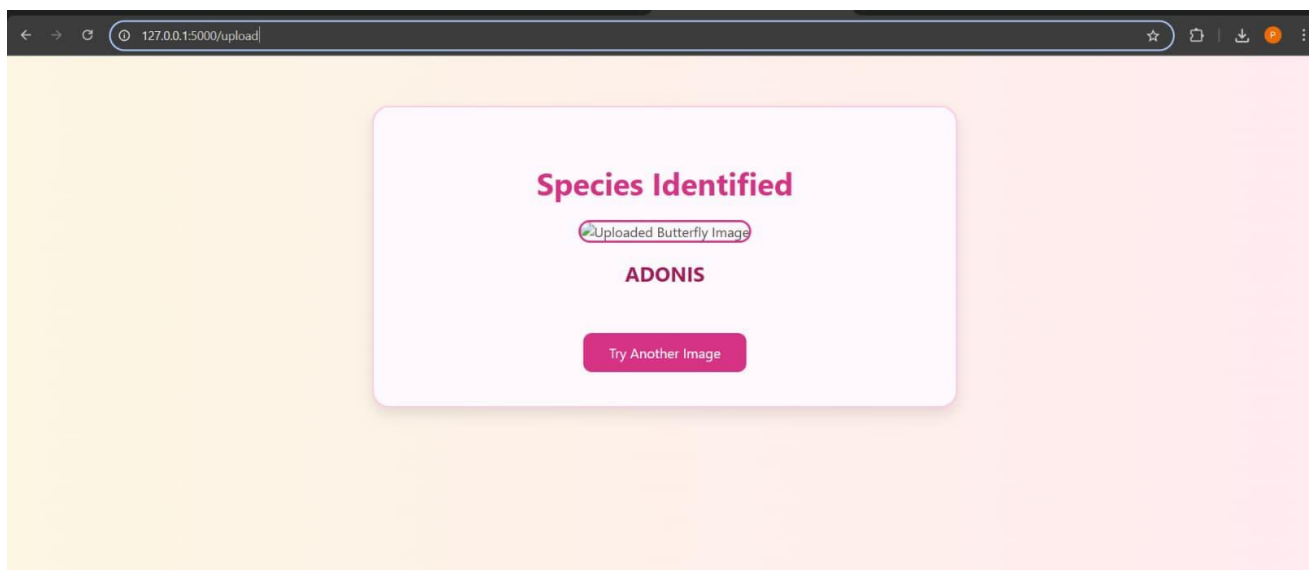 127.0.0.1:5000/upload
P
Species Identified
Uploaded Butterfly Image
ADONIS
Try Another Image